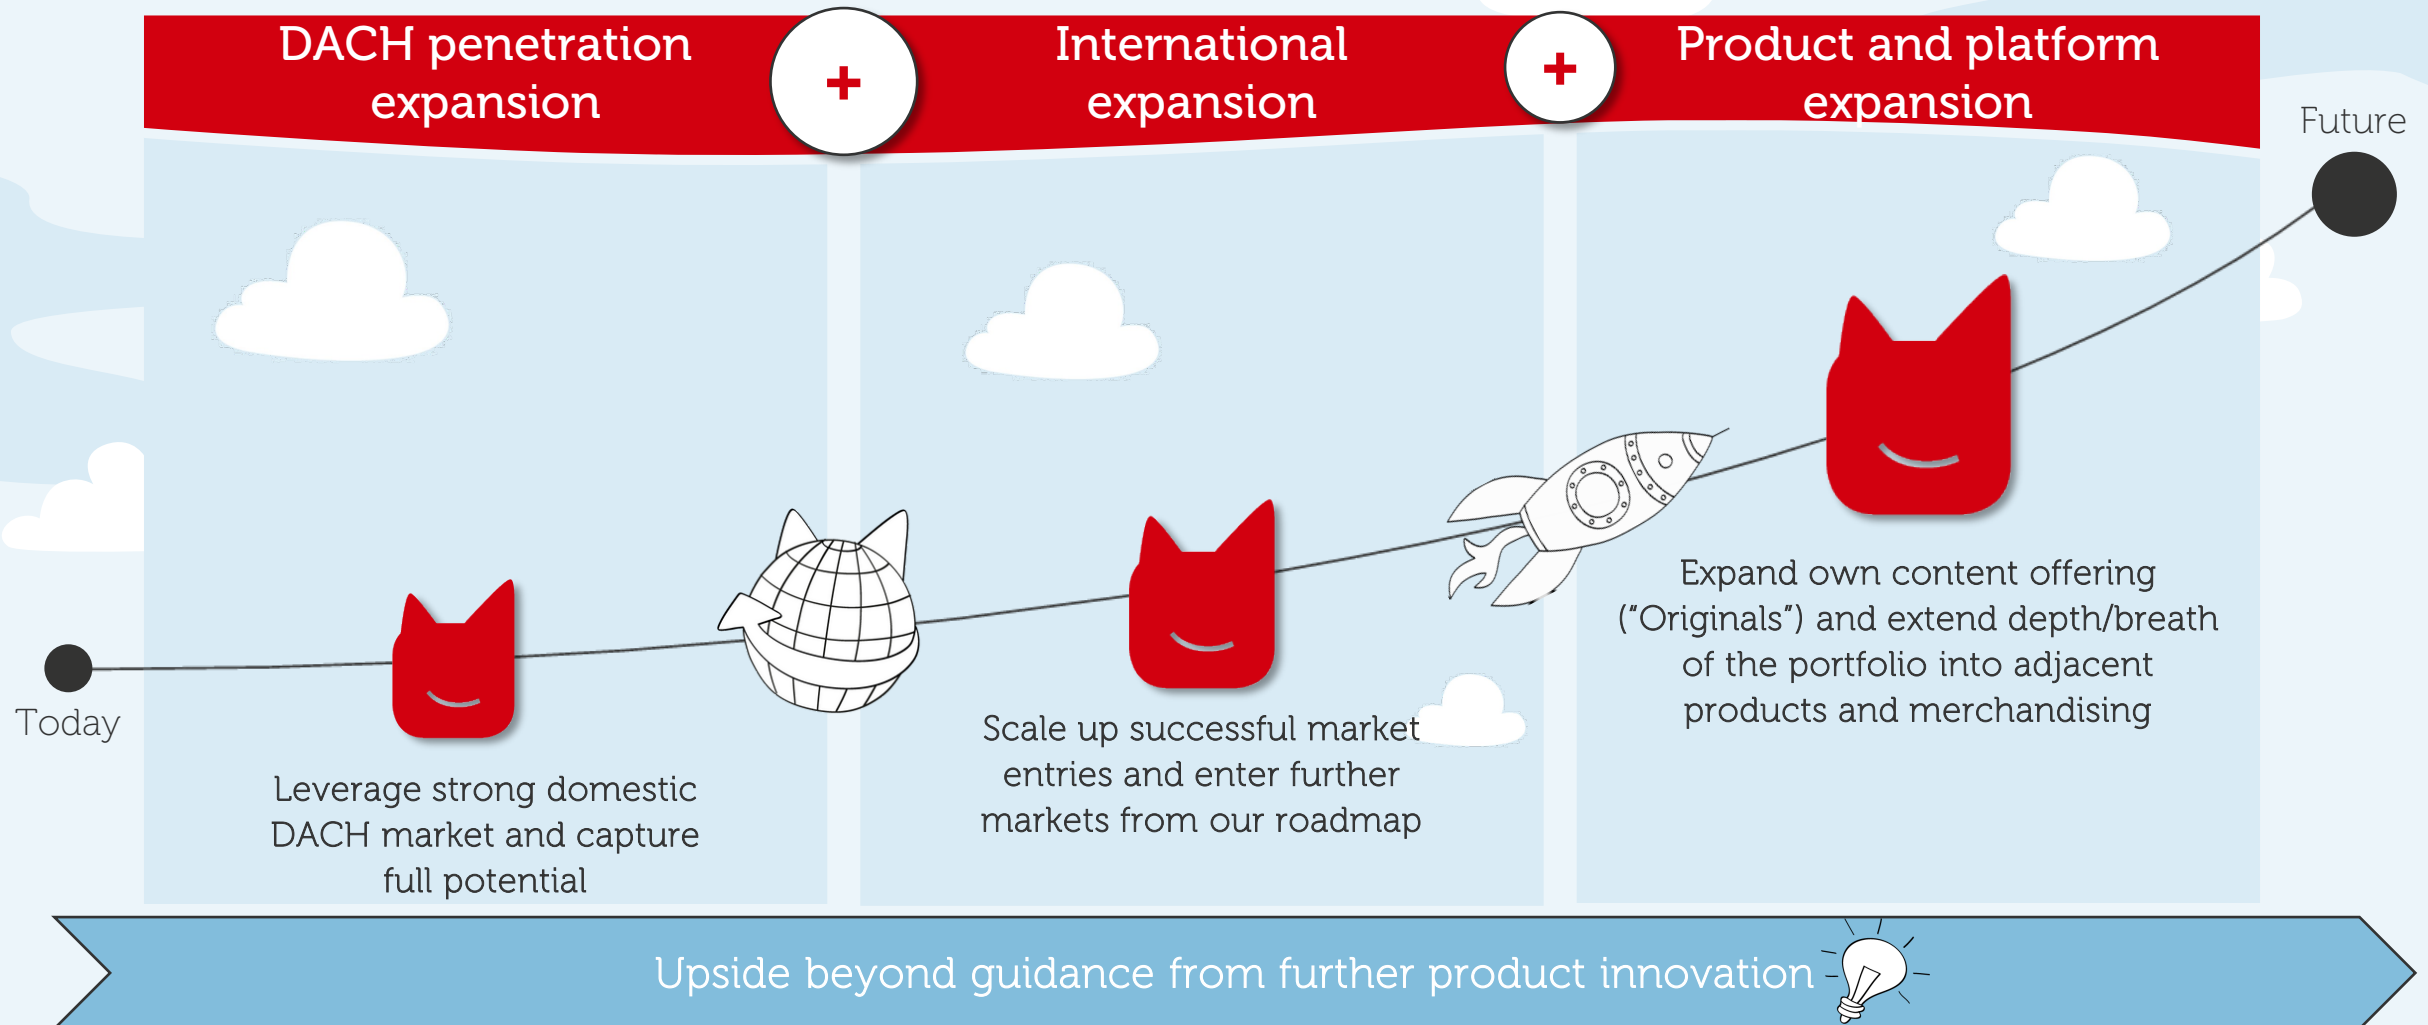 DACH penetration
expansion
+
International
expansion
+
Product and platform
expansion
Future
Today
Leverage strong domestic
DACH market and capture
full potential
Scale up successful market
entries and enter further
markets from our roadmap
Expand own content offering
(“Originals”) and extend depth/breath
of the portfolio into adjacent
products and merchandising
Upside beyond guidance from further product innovation